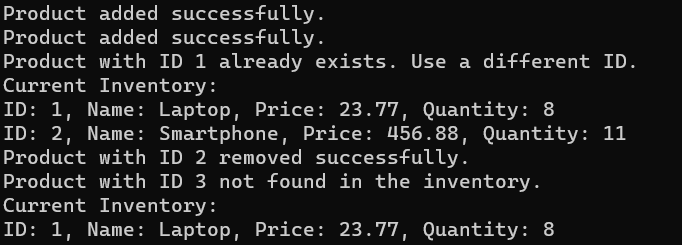 Product added successfully.
Product added successfully.
Product with ID 1 already exists. Use a different ID.
Current Inventory:
ID: 1, Name: Laptop, Price: 23.77, Quantity: 8
ID: 2, Name: Smartphone, Price: 456.88, Quantity: 11
Product with ID 2 removed successfully.
Product with ID 3 not found in the inventory.
Current Inventory:
ID: 1, Name: Laptop, Price: 23.77, Quantity: 8